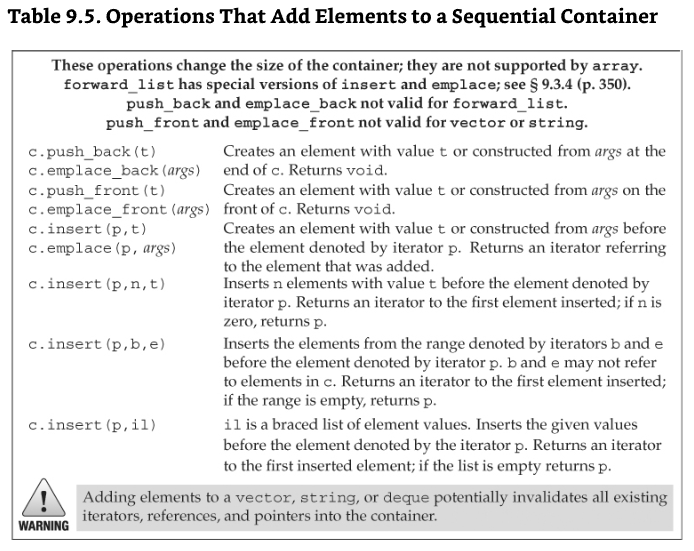 Table 9.5. Operations That Add Elements to a Sequential Container
These operations change the size of the container; they are not supported by array.
forward_list has special versions of insert and emplace; see § 9.3.4 (p. 350).
push_back and emplace_back not valid for forward_list.
push_front and emplace_front not valid for vector or string.
c.push_back(t) Creates an element with value t or constructed from args at the
c.emplace_back(args) end of c. Returns void.
c.push_front(t) Creates an element with value t or constructed from args on the
c.emplace_front(args) front of c. Returns void.
c.insert(p,t) Creates an element with value t or constructed from args before
c.emplace(p, args) the element denoted by iterator p. Returns an iterator referring
to the element that was added.
c.insert(p,n,t) Inserts n elements with value t before the element denoted by
iterator p. Returns an iterator to the first element inserted; if n is
zero, returns p.
c.insert(p,b,e) Inserts the elements from the range denoted by iterators b and e
before the element denoted by iterator p. b and e may not refer
to elements in c. Returns an iterator to the first element inserted;
if the range is empty, returns p.
c.insert(p,il) il is a braced list of element values. Inserts the given values
before the element denoted by the iterator p. Returns an iterator
to the first inserted element; if the list is empty returns p.
! WARNING Adding elements to a vector, string, or deque potentially invalidates all existing
iterators, references, and pointers into the container.